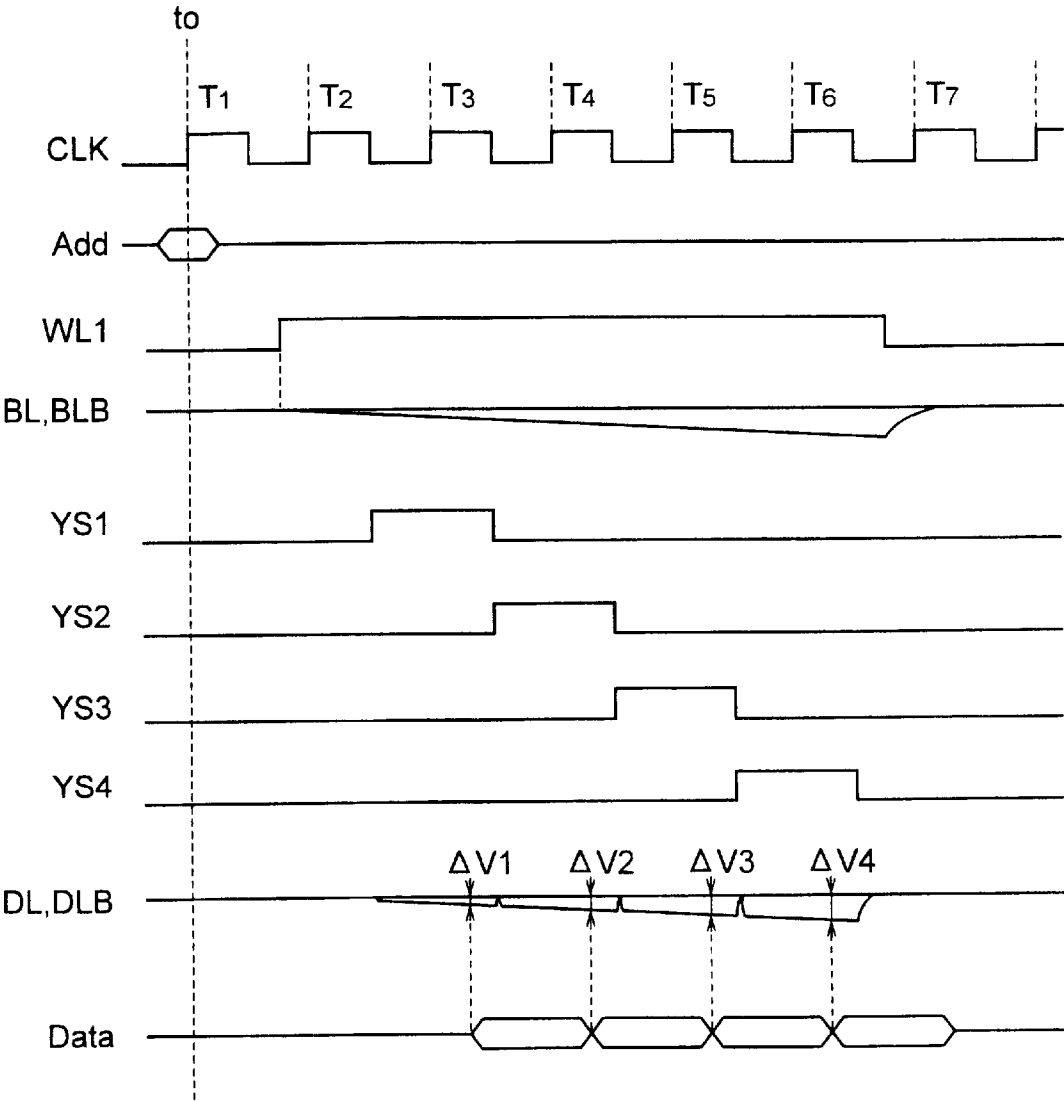 to
T1 T2 T3 T4 T5 T6 T7
CLK
Add
WL1
BL,BLB
YS1
YS2
YS3
YS4
ΔV1 ΔV2 ΔV3 ΔV4
DL,DLB
Data